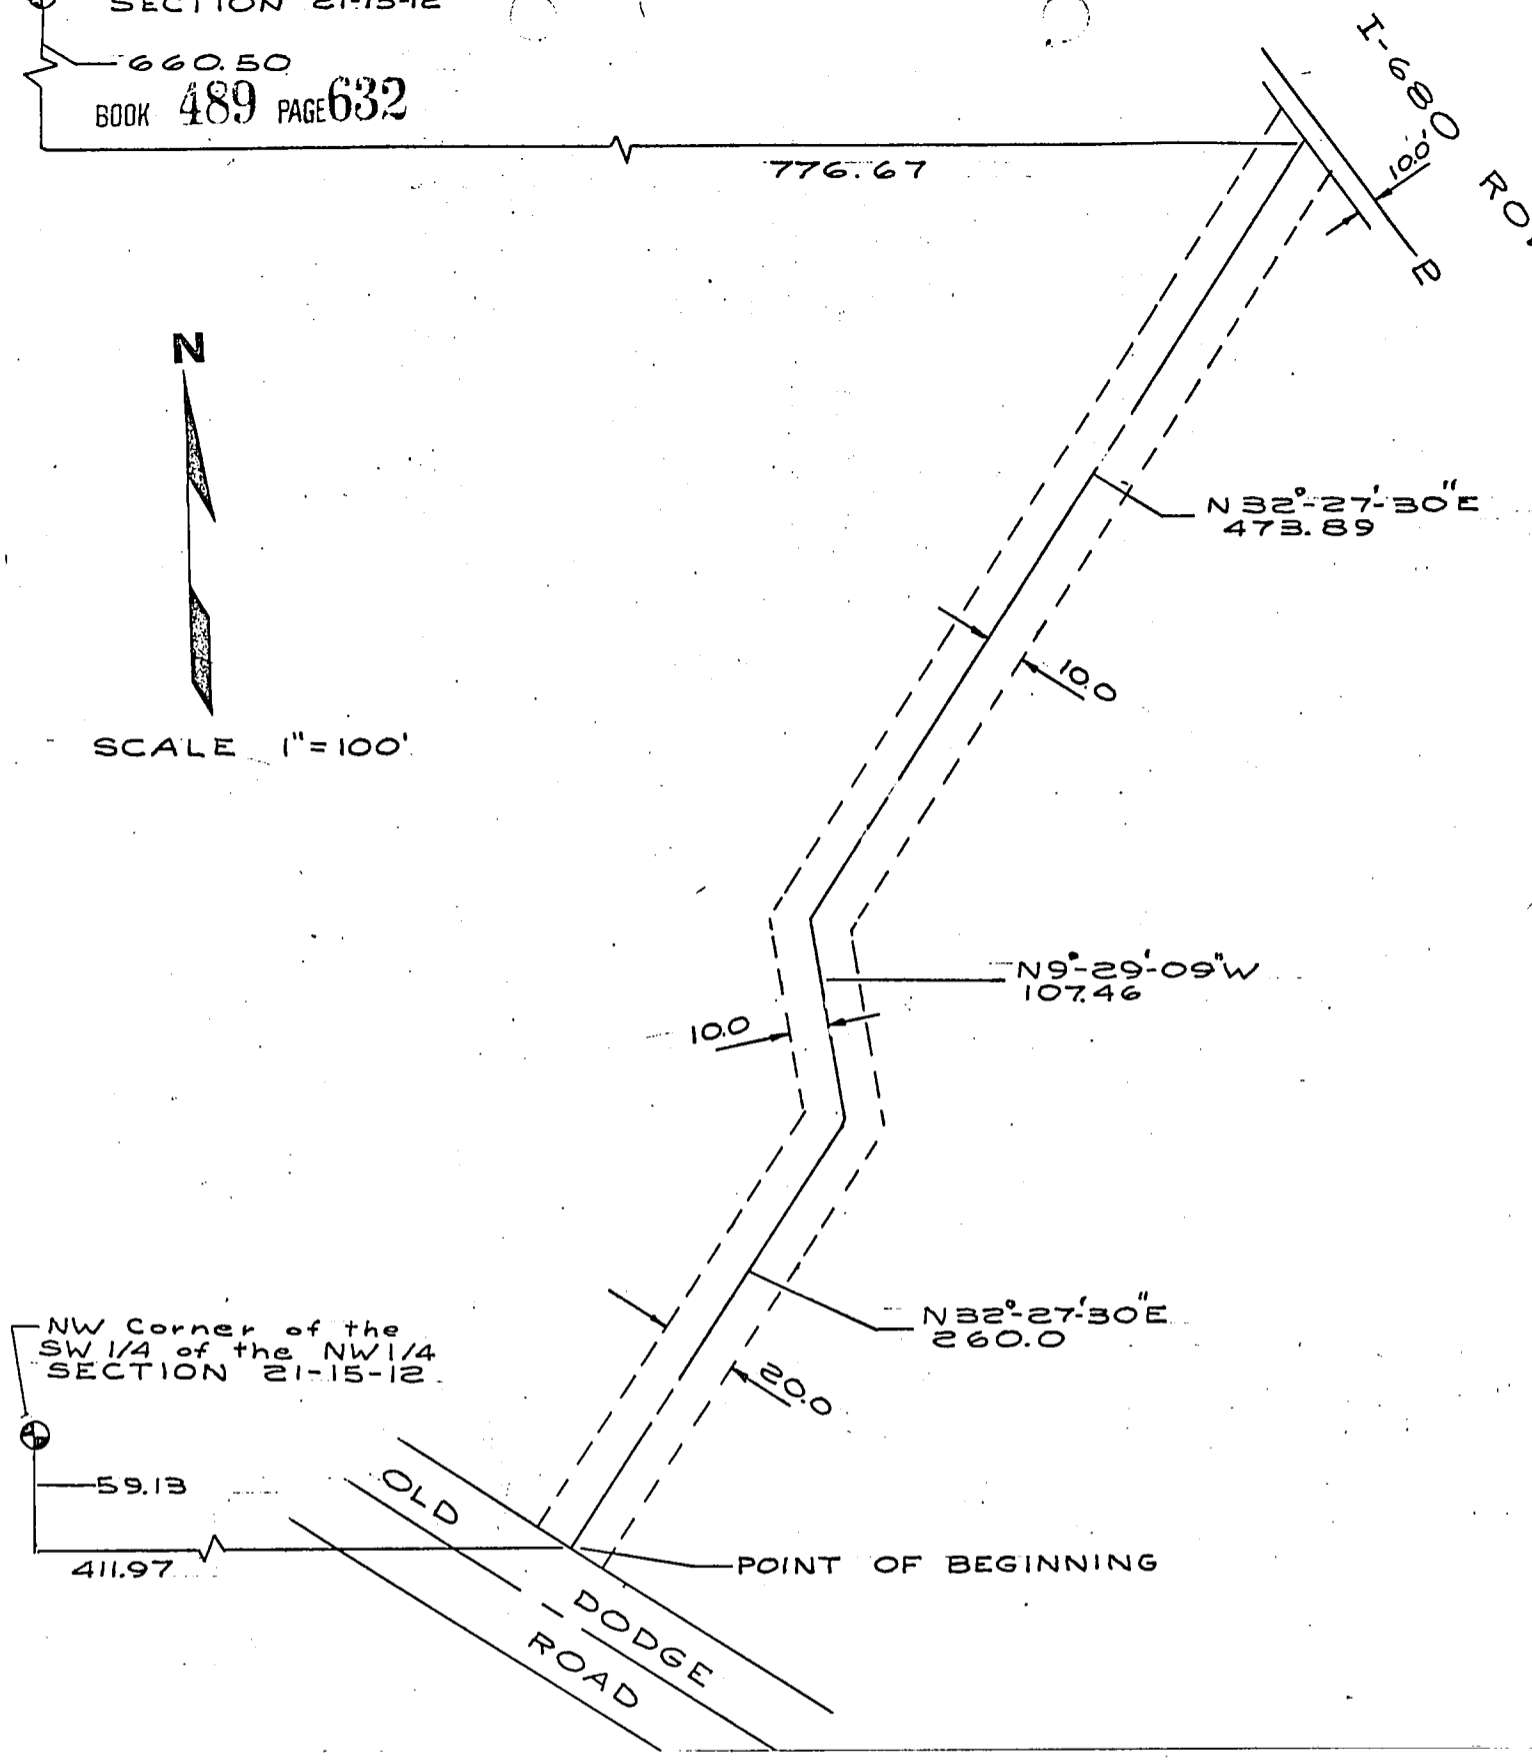 SECTION 21-15-12
660.50
BOOK 489 PAGE 632
776.67
I-680
10.0
N
N 32°-27'-30"E
473.89
10.0
SCALE 1"=100'
N9°-29'-09"W
107.46
10.0
N32°-27'-30"E
260.0
NW Corner of the
SW 1/4 of the NW 1/4
SECTION 21-15-12
20.0
59.13
OLD
411.97
POINT OF BEGINNING
DODGE
ROAD